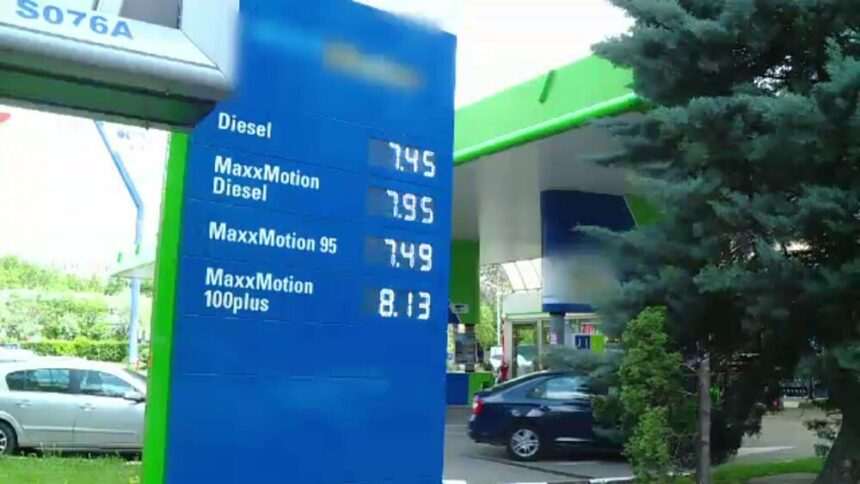 S076A
Diesel 7.45
MaxxMotion
Diesel 7.95
MaxxMotion 95 7.49
MaxxMotion
100plus 8.13